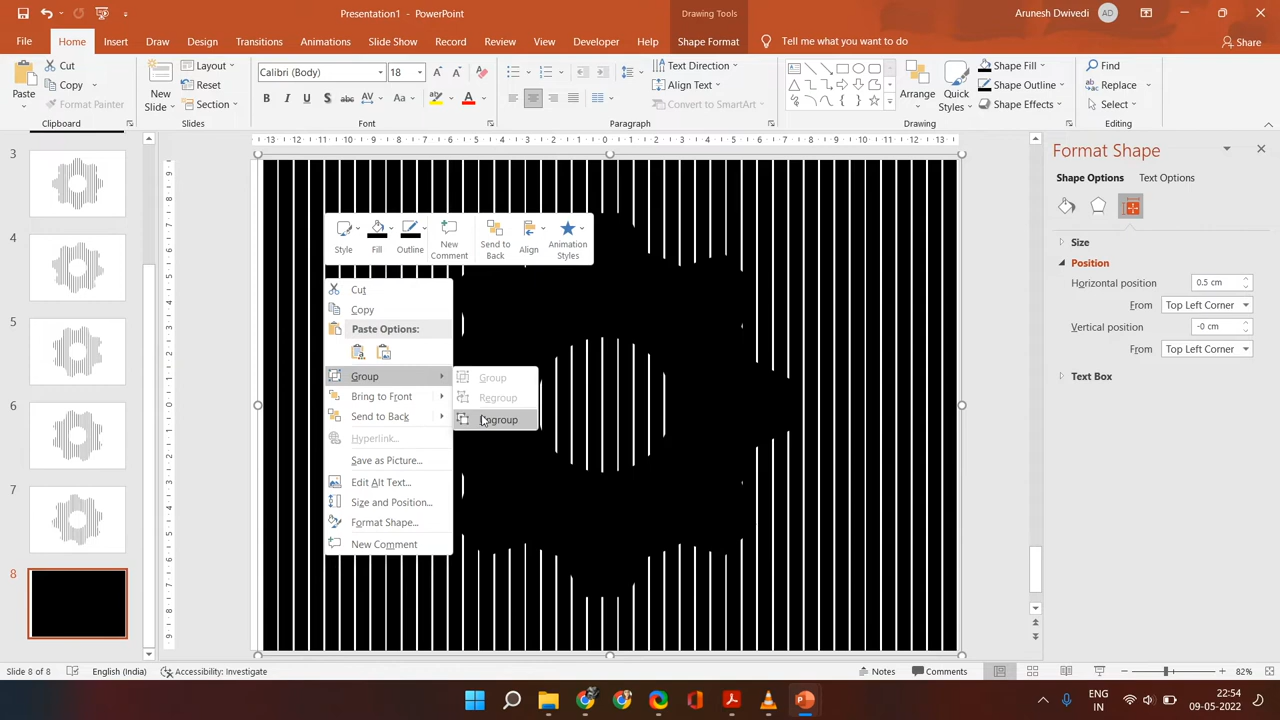 Presentation1 - PowerPoint
Drawing Tools
Arunesh Dwivedi
AD
File
Home
Insert
Draw
Design
Transitions
Animations
Slide Show
Record
Review
View
Developer
Help
Shape Format
Tell me what you want to do
Share
Paste
Cut
Copy
Format Painter
Clipboard
New Slide
Layout
Reset
Section
Slides
Calibri (Body)
18
Font
Text Direction
Align Text
Convert to SmartArt
Paragraph
Arrange
Quick Styles
Shape Fill
Shape Outline
Shape Effects
Drawing
Find
Replace
Select
Editing
3
4
5
6
7
8
Style
Fill
Outline
New Comment
Send to Back
Align
Animation Styles
Cut
Copy
Paste Options:
Group
Bring to Front
Send to Back
Hyperlink...
Save as Picture...
Edit Alt Text...
Size and Position...
Format Shape...
New Comment
Group
Regroup
Format Shape
Shape Options
Text Options
Size
Position
Horizontal position
0.5 cm
From
Top Left Corner
Vertical position
-0 cm
From
Top Left Corner
Text Box
Slide 8 of 8
English (India)
Accessibility: Investigate
Notes
Comments
82%
ENG
IN
22:54
09-05-2022